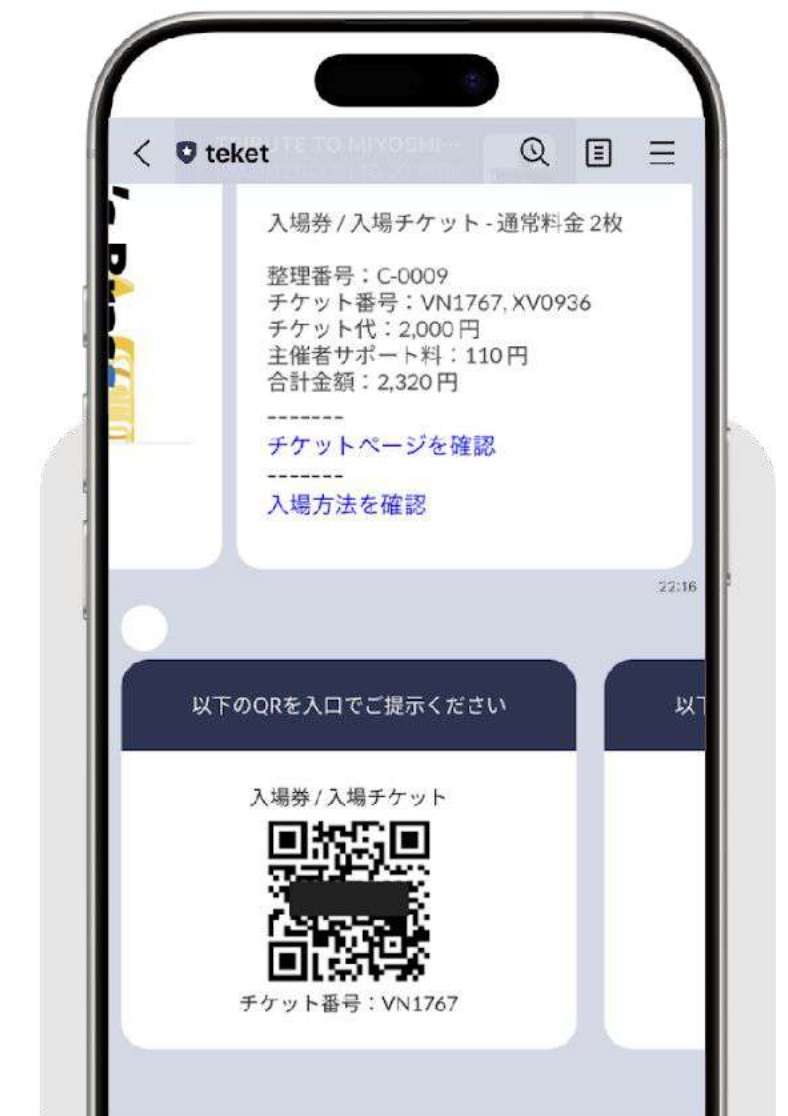 teket
TRIBUTE TO MIYOSHI…
入場券 / 入場チケット - 通常料金 2枚
整理番号：C-0009
チケット番号：VN1767, XV0936
チケット代：2,000 円
主催者サポート料：110 円
合計金額：2,320 円
-------
チケットページを確認
-------
入場方法を確認
22:16
以下のQRを入口でご提示ください
以下
入場券 / 入場チケット
チケット番号：VN1767